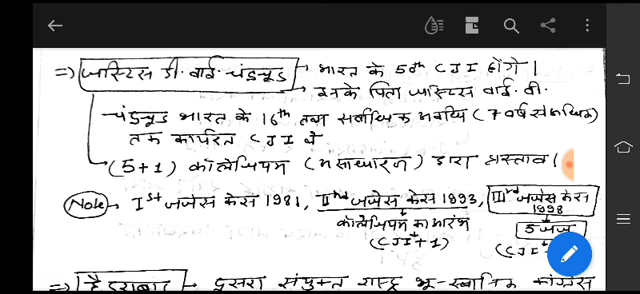 ⇒ जस्टिस डी. वाई. चंद्रचूड → भारत के 50th CJI होंगे।
→ इनके पिता जस्टिस वाई. वी.
चंद्रचूड भारत के 16th तथा सर्वाधिक अवधि (7 वर्ष से अधिक)
तक कार्यरत CJI थे
(5+1) कॉलेजियम (असाधारण) द्वारा प्रस्ताव।
Note → Ist जजेस केस 1981, IInd जजेस केस 1993, IIIrd जजेस केस 1998
कॉलेजियम का प्रारंभ
5 जज
(CJI+1)
(CJI
⇒ हैदराबाद → दूसरा संयुक्त राष्ट्र भू-स्थानिक कांग्रेस